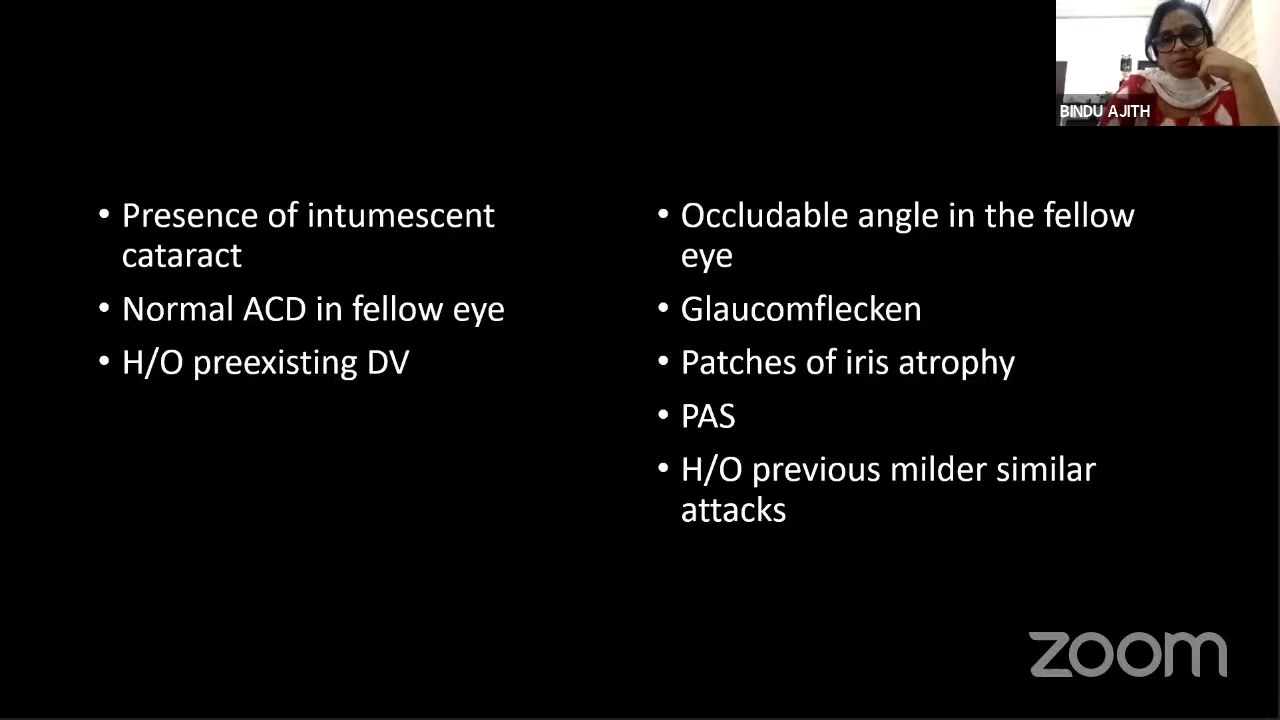 BINDU AJITH
• Presence of intumescent
cataract
• Normal ACD in fellow eye
• H/O preexisting DV
• Occludable angle in the fellow
eye
• Glaucomflecken
• Patches of iris atrophy
• PAS
• H/O previous milder similar
attacks
zoom